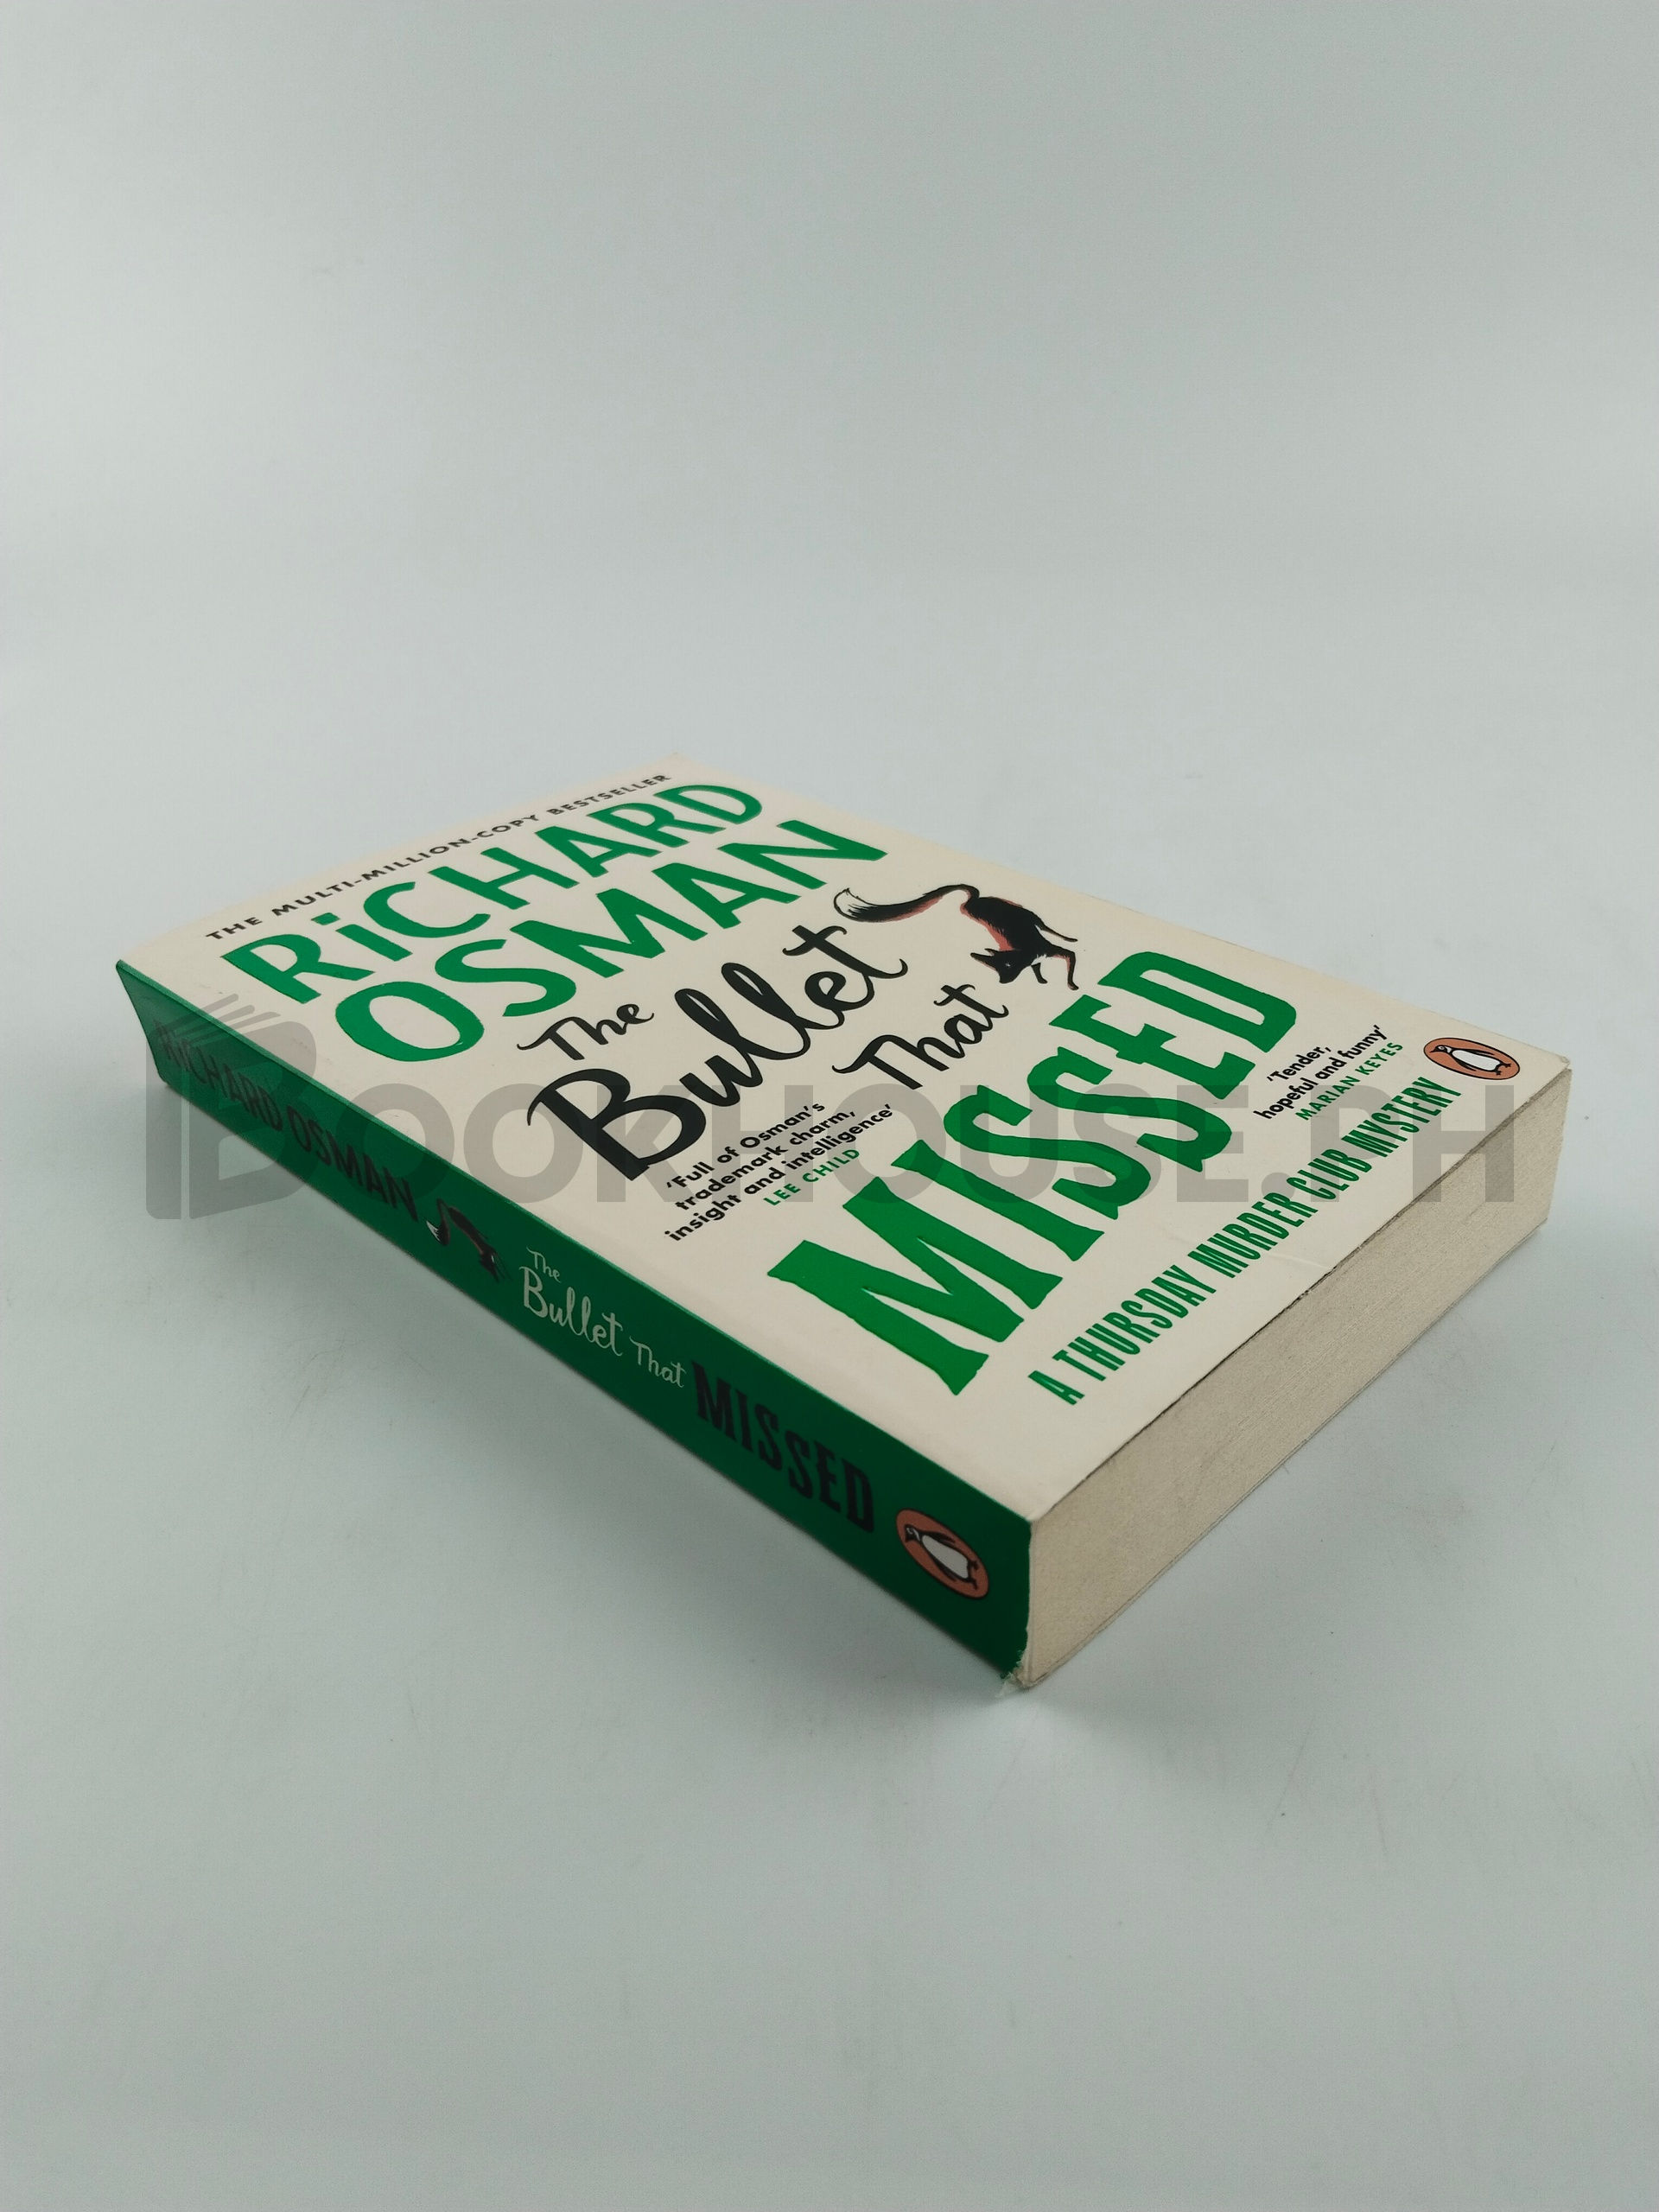 THE MULTI-MILLION-COPY BESTSELLER
RiCHARD
OSMAN
The
Bullet
That
MISSED
'Full of Osman's
trademark charm,
insight and intelligence'
LEE CHILD
'Tender,
hopeful and funny'
MARIAN KEYES
A THURSDAY MURDER CLUB MYSTERY
RICHARD OSMAN
The
Bullet That
MISSED
BOOKHOUSE.PH